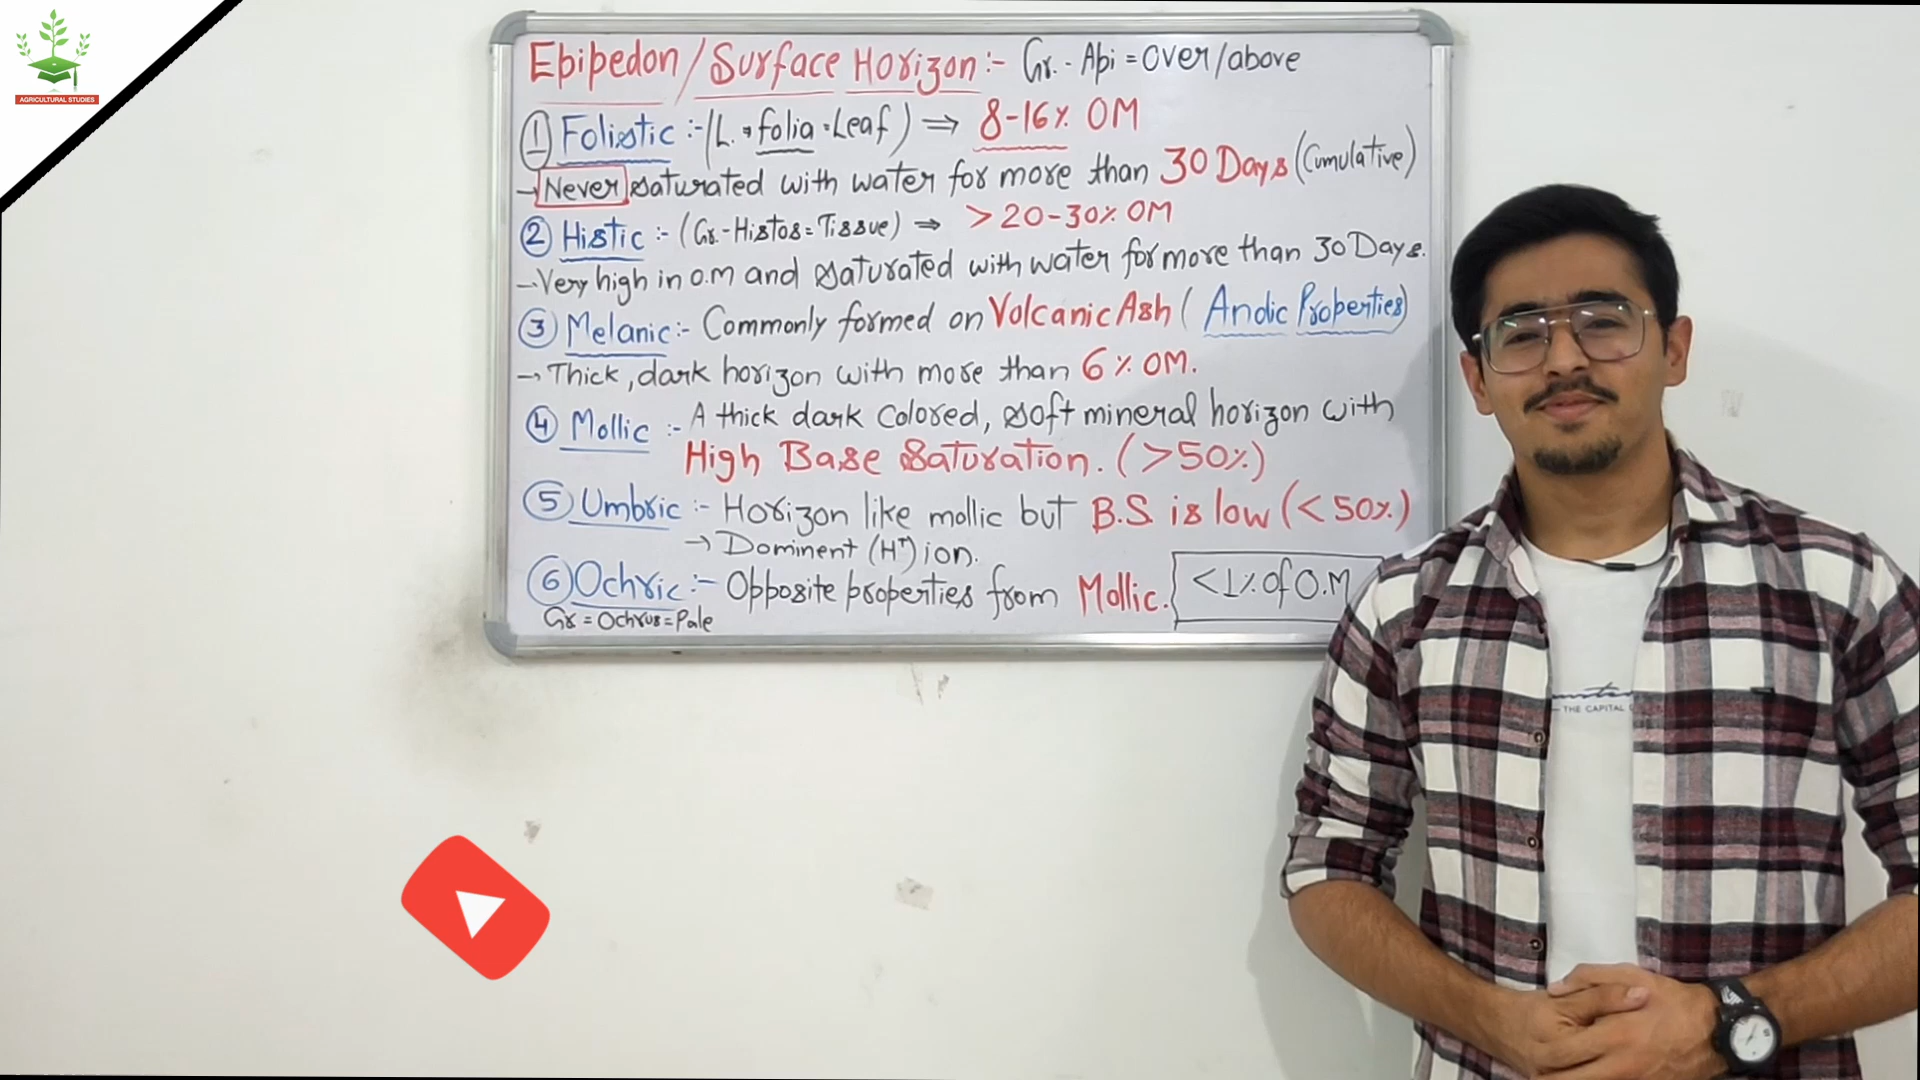 AGRICULTURAL STUDIES
Epipedon/Surface Horizon:- Gr. - Api = Over/above
① Folistic :- (L. → folia = Leaf) ⇒ 8-16% OM
→ Never saturated with water for more than 30 Days (Cumulative)
② Histic :- (Gr. - Histos = Tissue) ⇒ > 20-30% OM
→ Very high in O.M and saturated with water for more than 30 Days.
③ Melanic :- Commonly formed on Volcanic Ash (Andic Properties)
→ Thick, dark horizon with more than 6% OM.
④ Mollic :- A thick dark Colored, soft mineral horizon with
High Base Saturation. (>50%)
⑤ Umbric :- Horizon like mollic but B.S. is low (<50%)
→ Dominent (H⁺) ion.
⑥ Ochric :- Opposite properties from Mollic. <1% of O.M
Gr = Ochrus = Pale
THE CAPITAL